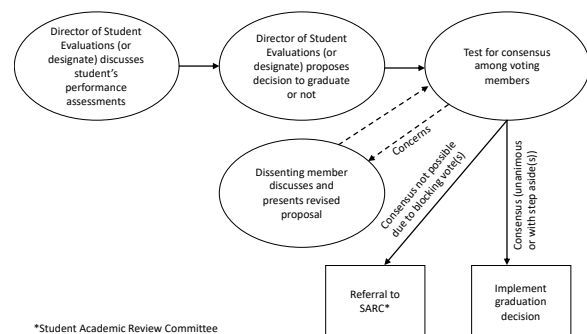 Director of Student
Evaluations (or
designate) discusses
student's
performance
assessments
Director of Student
Evaluations (or
designate) proposes
decision to graduate
or not
Test for consensus
among voting
members
Concerns
Dissenting member
discusses and
presents revised
proposal
Consensus not possible
due to blocking vote(s)
Consensus (unanimous
or with step aside(s))
Referral to
SARC*
Implement
graduation
decision
*Student Academic Review Committee